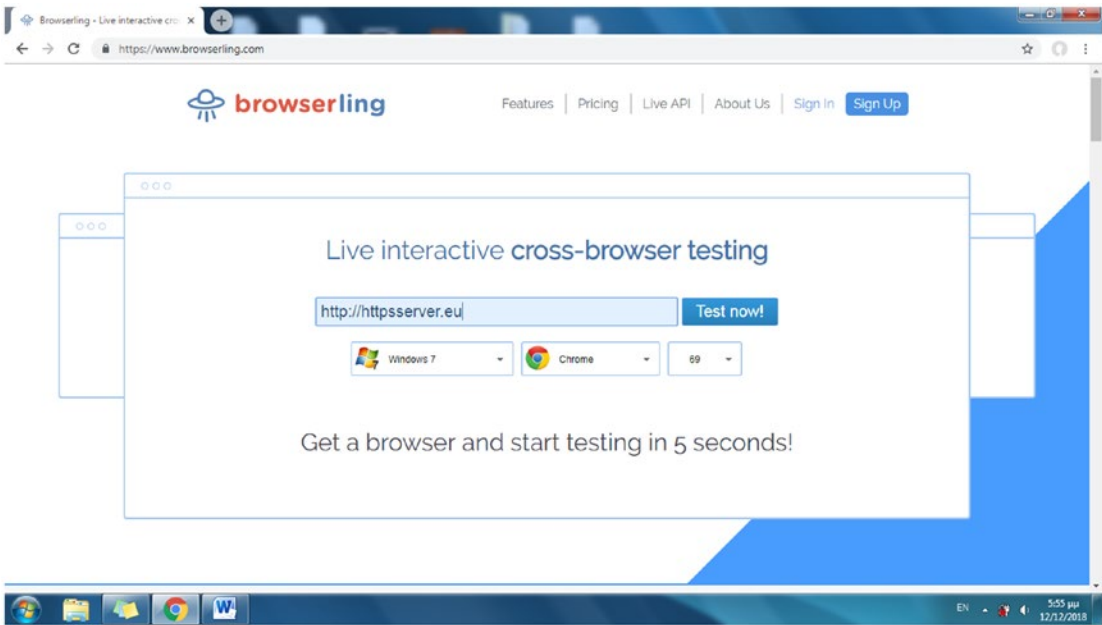 Browserling - Live interactive cro
https://www.browserling.com
browserling
Features | Pricing | Live API | About Us | Sign In Sign Up
Live interactive cross-browser testing
http://httpsserver.eu Test now!
Windows 7 Chrome 69
Get a browser and start testing in 5 seconds!
W
EN 5:55 μμ
12/12/2018